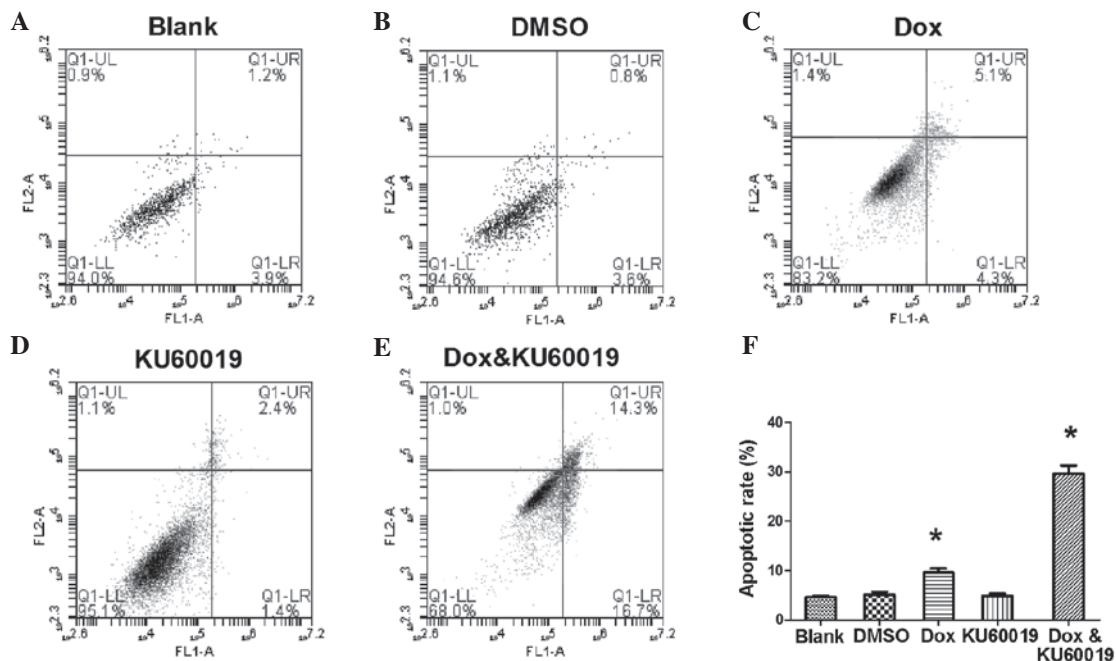 A
Blank
Q1-UL
0.9%
Q1-UR
1.2%
Q1-LL
94.0%
Q1-LR
3.9%
FL2-A
FL1-A
B
DMSO
Q1-UL
1.1%
Q1-UR
0.8%
Q1-LL
94.6%
Q1-LR
3.6%
FL2-A
FL1-A
C
Dox
Q1-UL
1.4%
Q1-UR
5.1%
Q1-LL
83.2%
Q1-LR
4.3%
FL2-A
FL1-A
D
KU60019
Q1-UL
1.1%
Q1-UR
2.4%
Q1-LL
95.1%
Q1-LR
1.4%
FL2-A
FL1-A
E
Dox&KU60019
Q1-UL
1.0%
Q1-UR
14.3%
Q1-LL
68.0%
Q1-LR
16.7%
FL2-A
FL1-A
F
Apoptotic rate (%)
40
30
20
10
0
*
*
Blank
DMSO
Dox
KU60019
Dox &
KU60019